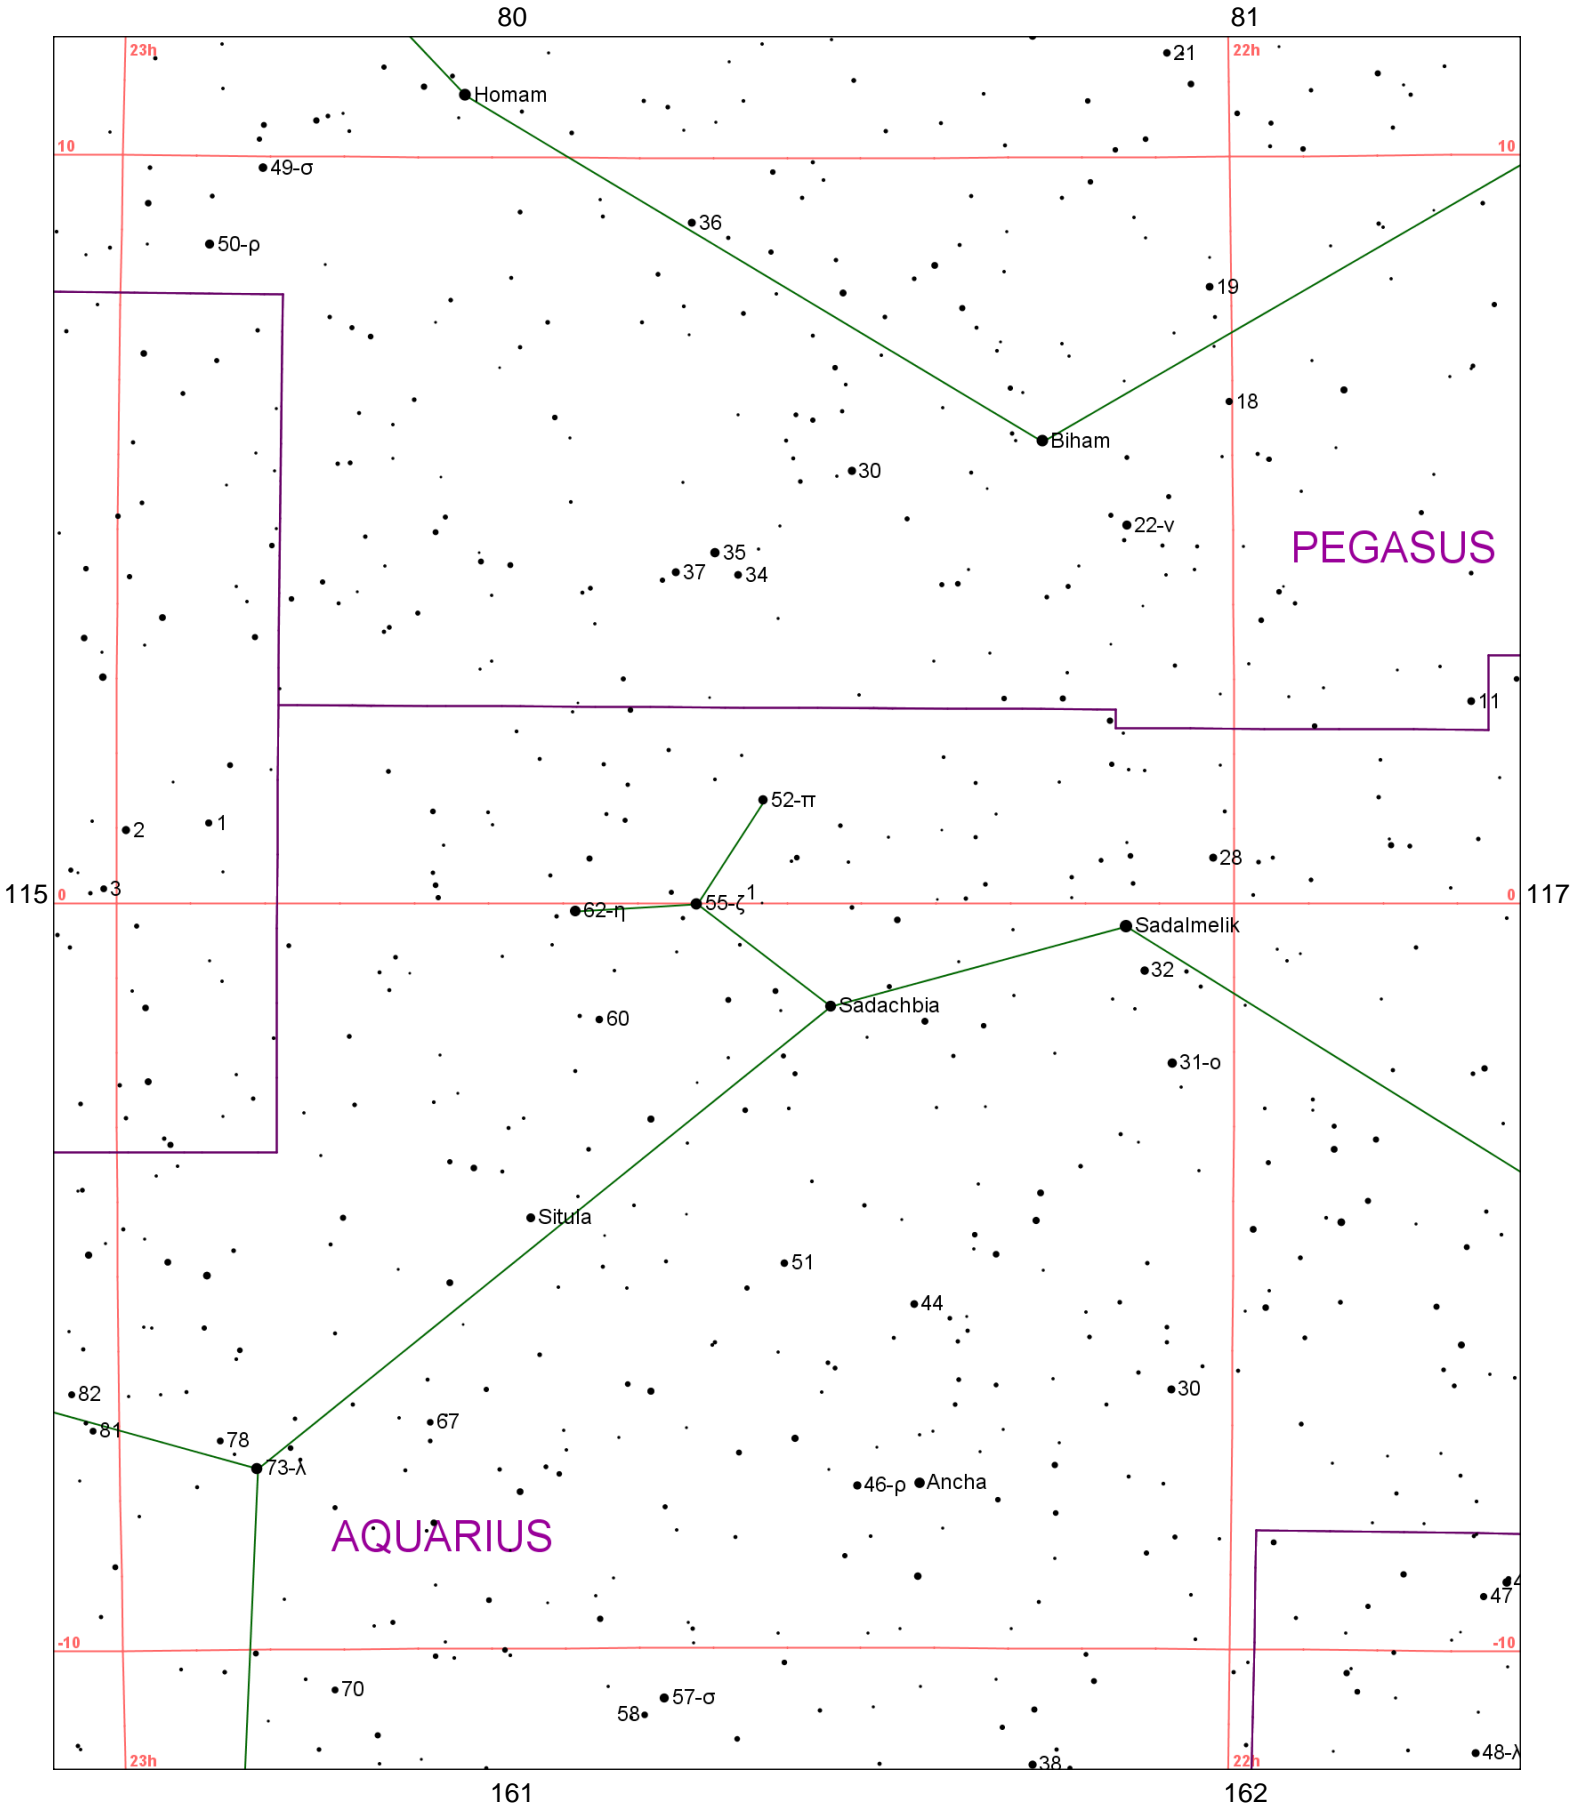 80 81
23h 22h 21
Homam
10 10
49-σ
36
50-ρ
19
18
Biham
30
22-ν
PEGASUS
35
37 34
11
52-π
2 1
28
115 3 0 0 117
62-η 55-ζ 1
Sadalmelik
32
Sadachbia
60
31-ο
Situla
51
44
82 30
81 78 67
73-λ
46-ρ Ancha
AQUARIUS
4
47
-10 -10
70 57-σ
58
48-λ
23h 38 22h
161 162